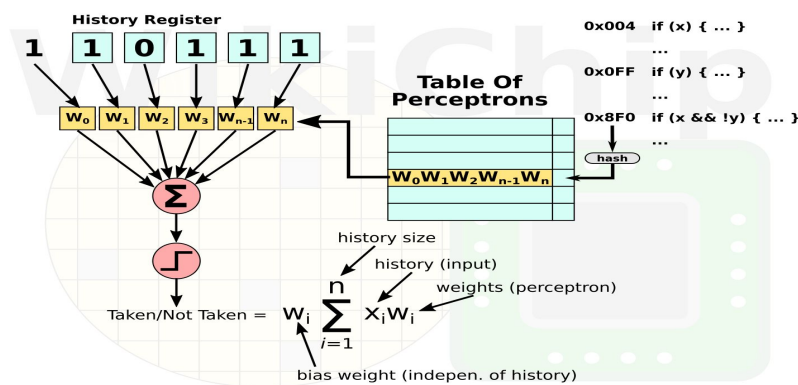 WikiChip
History Register
1 1 0 1 1 1
W0 W1 W2 W3 Wn-1 Wn
Σ
Table Of
Perceptrons
W0W1W2Wn-1Wn
0x004 if (x) { ... }
...
0x0FF if (y) { ... }
...
0x8F0 if (x && !y) { ... }
...
hash
history size
history (input)
weights (perceptron)
Taken/Not Taken = wi n∑i=1 xiwi
bias weight (indepen. of history)